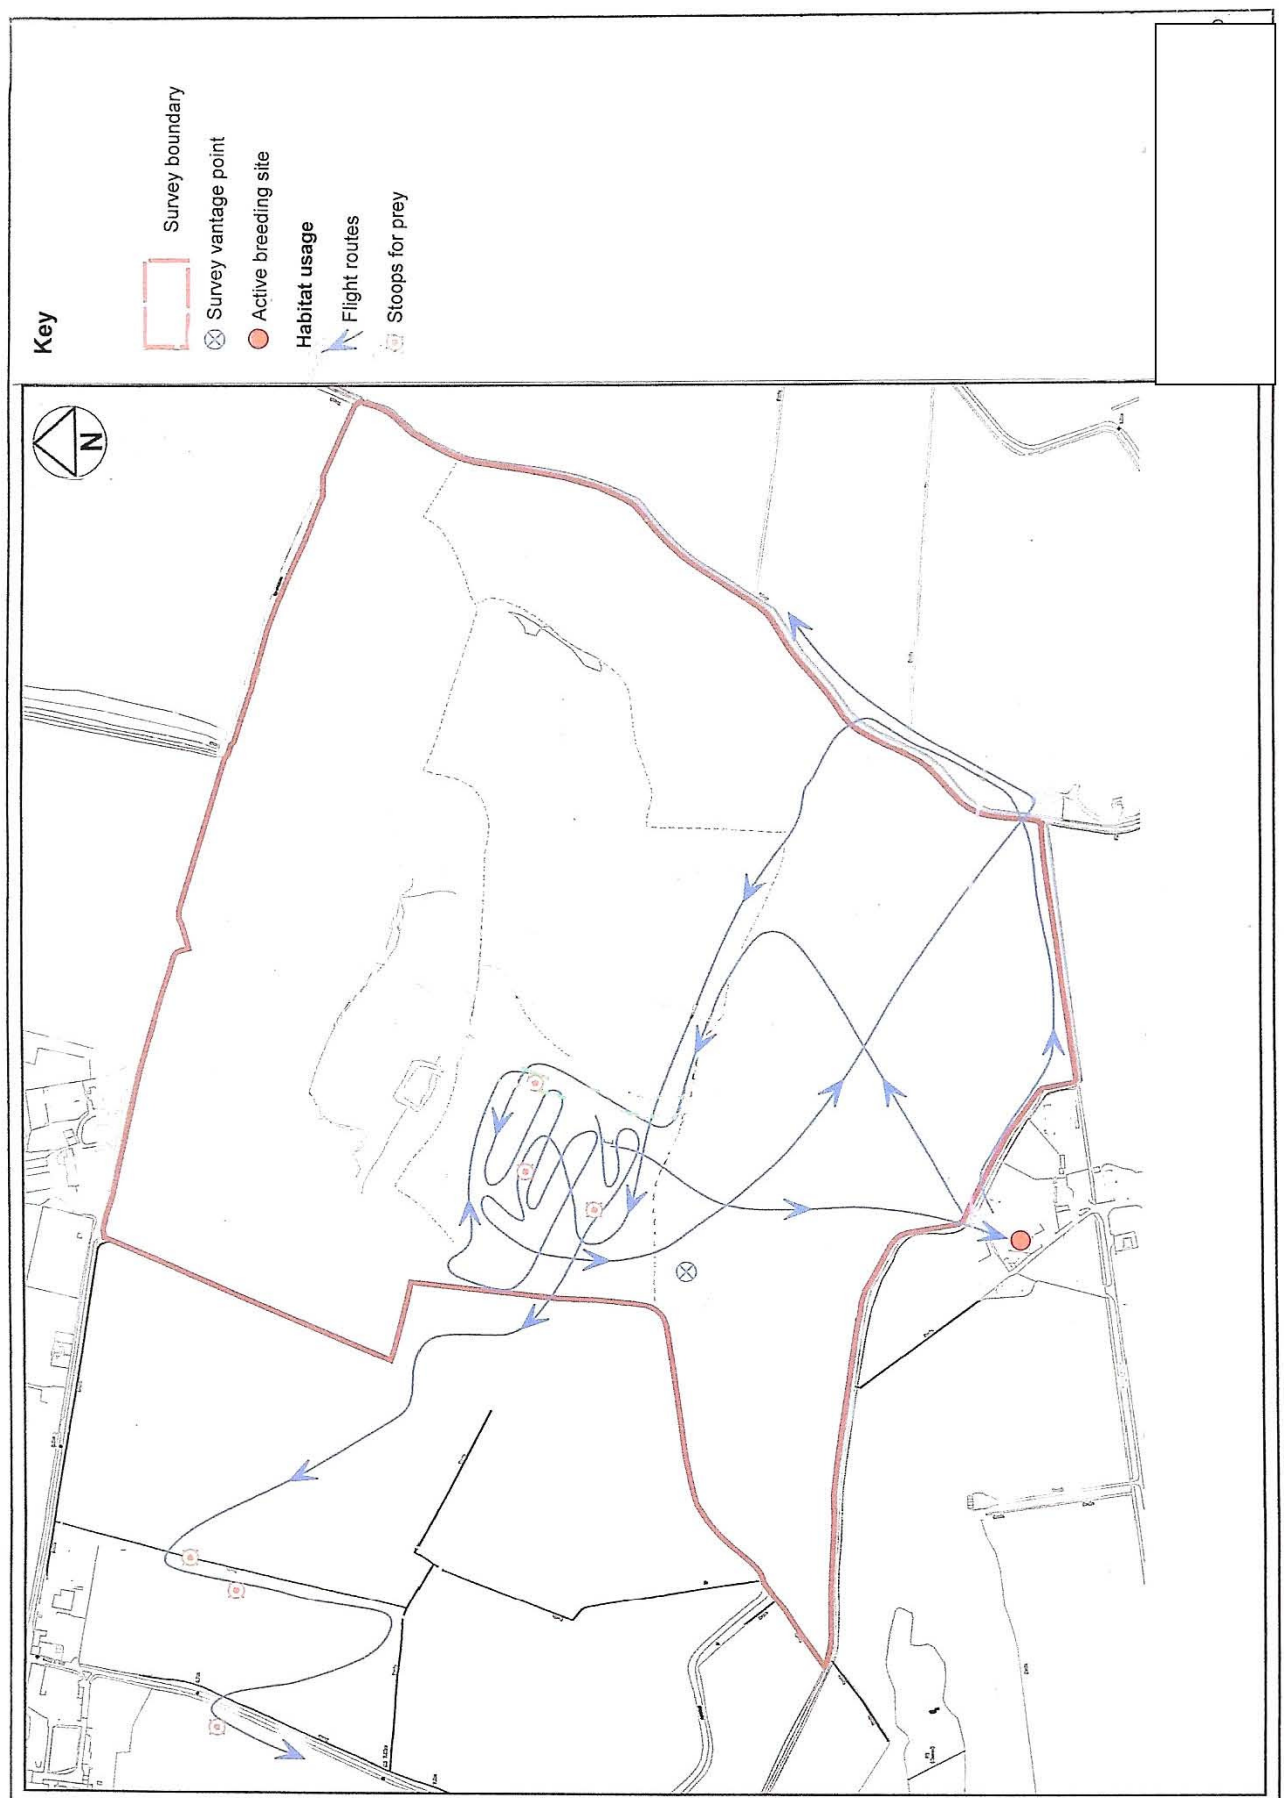 Key
Survey boundary
Survey vantage point
Active breeding site
Habitat usage
Flight routes
Stoops for prey
N